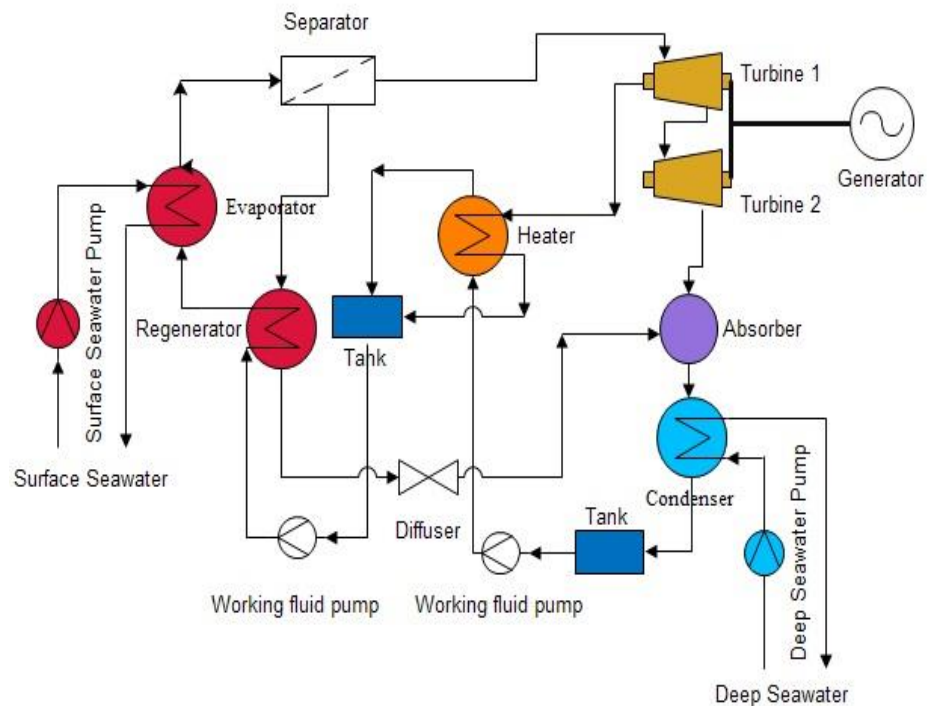 Separator
Turbine 1
Turbine 2
Generator
Evaporator
Heater
Surface Seawater Pump
Regenerator
Tank
Absorber
Surface Seawater
Diffuser
Condenser
Tank
Deep Seawater Pump
Working fluid pump
Working fluid pump
Deep Seawater